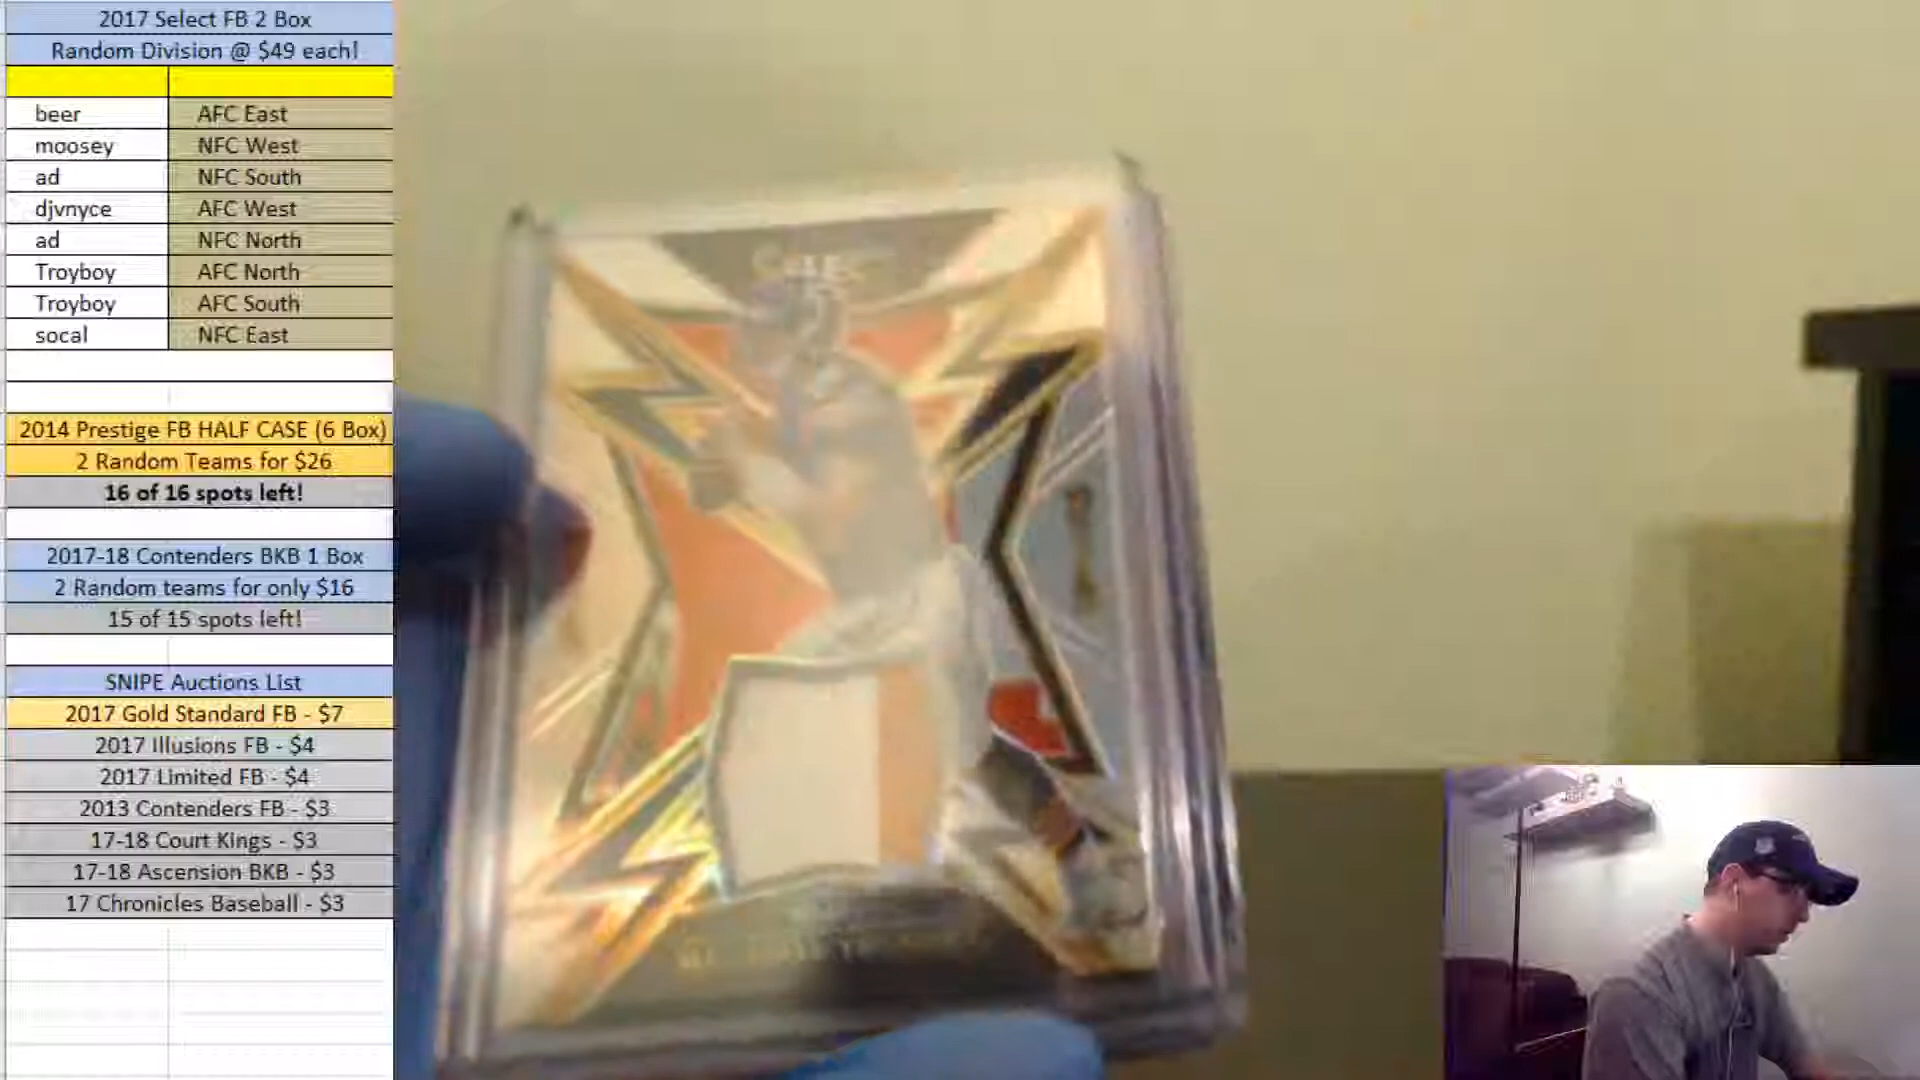 2017 Select FB 2 Box
Random Division @ $49 each!
beer AFC East
moosey NFC West
ad NFC South
djvnyce AFC West
ad NFC North
Troyboy AFC North
Troyboy AFC South
socal NFC East
2014 Prestige FB HALF CASE (6 Box)
2 Random Teams for $26
16 of 16 spots left!
2017-18 Contenders BKB 1 Box
2 Random teams for only $16
15 of 15 spots left!
SNIPE Auctions List
2017 Gold Standard FB - $7
2017 Illusions FB - $4
2017 Limited FB - $4
2013 Contenders FB - $3
17-18 Court Kings - $3
17-18 Ascension BKB - $3
17 Chronicles Baseball - $3